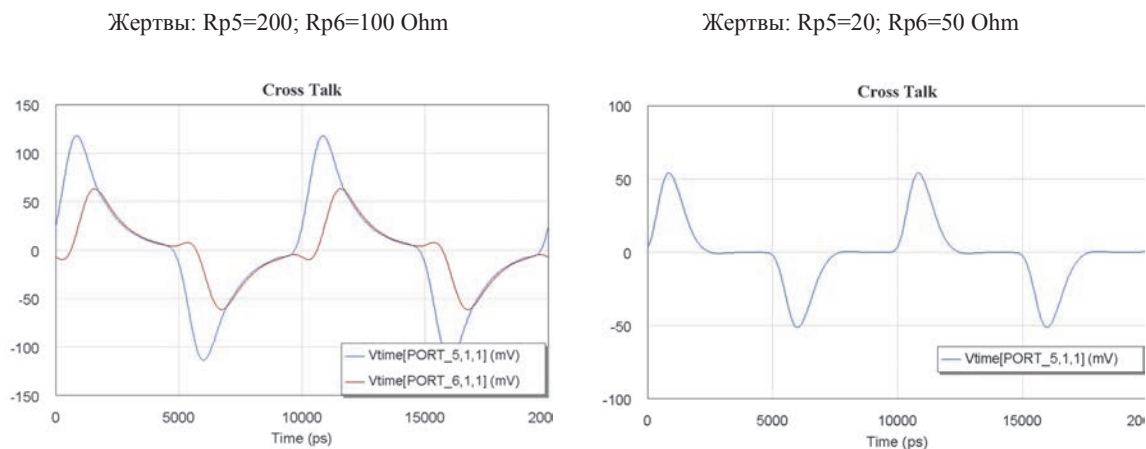 Жертвы: Rp5=200; Rp6=100 Ohm
Cross Talk
150
100
50
0
-50
-100
-150
0
5000
10000
15000
2000
Time (ps)
Vtime[PORT_5,1,1] (mV)
Vtime[PORT_6,1,1] (mV)
Жертвы: Rp5=20; Rp6=50 Ohm
Cross Talk
100
50
0
-50
-100
0
5000
10000
15000
200
Time (ps)
Vtime[PORT_5,1,1] (mV)